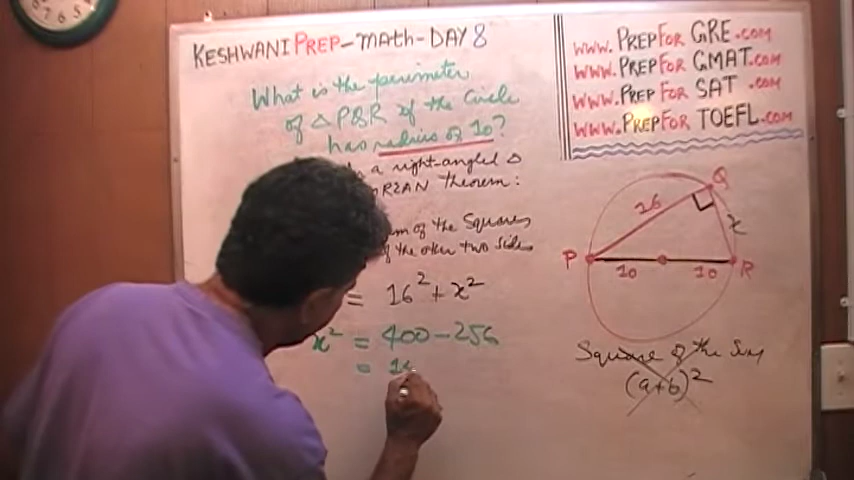 KESHWANI PREP-MATH-DAY 8
What is the perimeter
of △PQR if the Circle
has radius of 10?
a right-angled △
THEOREM:
of the Squares
of the other two sides
= 16² + x²
x² = 400 - 256
= 14
www. PREPFOR GRE.COM
www. PREPFOR GMAT.COM
www. PREP FOR SAT .COM
www. PREPFOR TOEFL.COM
Q
16
x
P
10
10
R
Square of the Sum
(a+b)²